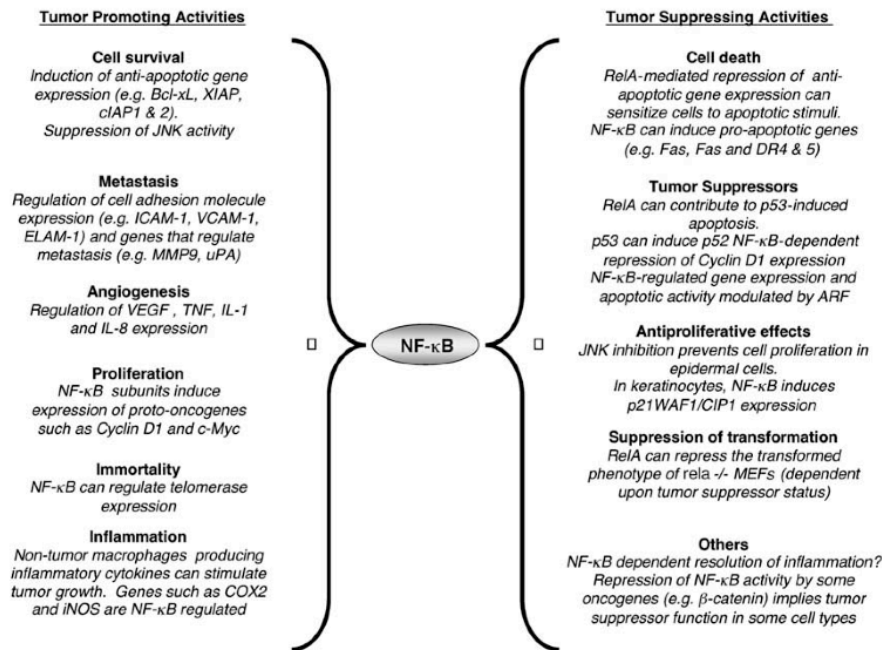 Tumor Promoting Activities
Cell survival
Induction of anti-apoptotic gene
expression (e.g. Bcl-xL, XIAP,
cIAP1 & 2).
Suppression of JNK activity
Metastasis
Regulation of cell adhesion molecule
expression (e.g. ICAM-1, VCAM-1,
ELAM-1) and genes that regulate
metastasis (e.g. MMP9, uPA)
Angiogenesis
Regulation of VEGF , TNF, IL-1
and IL-8 expression
Proliferation
NF-κB subunits induce
expression of proto-oncogenes
such as Cyclin D1 and c-Myc
Immortality
NF-κB can regulate telomerase
expression
Inflammation
Non-tumor macrophages producing
inflammatory cytokines can stimulate
tumor growth. Genes such as COX2
and iNOS are NF-κB regulated
NF-κB
Tumor Suppressing Activities
Cell death
RelA-mediated repression of anti-
apoptotic gene expression can
sensitize cells to apoptotic stimuli.
NF-κB can induce pro-apoptotic genes
(e.g. Fas, Fas and DR4 & 5)
Tumor Suppressors
RelA can contribute to p53-induced
apoptosis.
p53 can induce p52 NF-κB-dependent
repression of Cyclin D1 expression
NF-κB-regulated gene expression and
apoptotic activity modulated by ARF
Antiproliferative effects
JNK inhibition prevents cell proliferation in
epidermal cells.
In keratinocytes, NF-κB induces
p21WAF1/CIP1 expression
Suppression of transformation
RelA can repress the transformed
phenotype of rela -/- MEFs (dependent
upon tumor suppressor status)
Others
NF-κB dependent resolution of inflammation?
Repression of NF-κB activity by some
oncogenes (e.g. β-catenin) implies tumor
suppressor function in some cell types